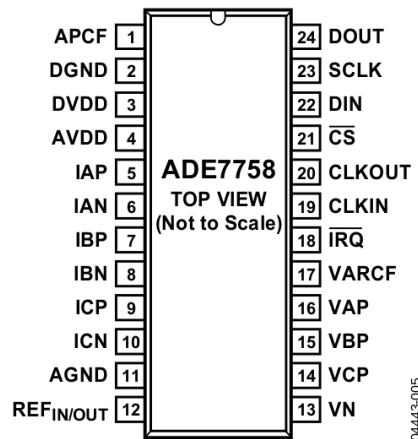 APCF 1
DGND 2
DVDD 3
AVDD 4
IAP 5
IAN 6
IBP 7
IBN 8
ICP 9
ICN 10
AGND 11
REFIN/OUT 12
ADE7758
TOP VIEW
(Not to Scale)
24 DOUT
23 SCLK
22 DIN
21 CS
20 CLKOUT
19 CLKIN
18 IRQ
17 VARCF
16 VAP
15 VBP
14 VCP
13 VN
04443-005